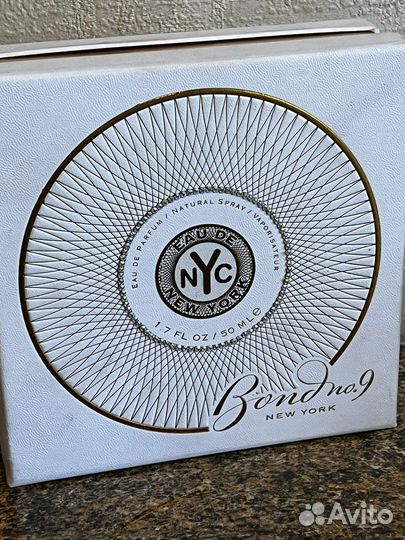 EAU DE PARFUM / NATURAL SPRAY / VAPORISATEUR
EAU DE
NYC
NEW YORK
1.7 FL OZ / 50 ML e
Bond no.9
NEW YORK
Avito